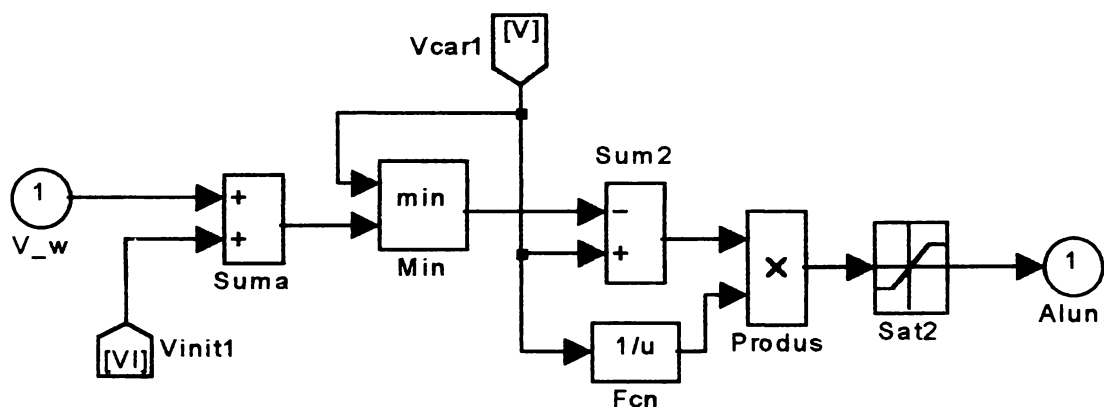 [V]
Vcar1
Sum2
1
+
+
min
-
+
×
1
V_w
Suma
Min
[VI]
Vinit1
1/u
Fcn
Produs
Sat2
Alun